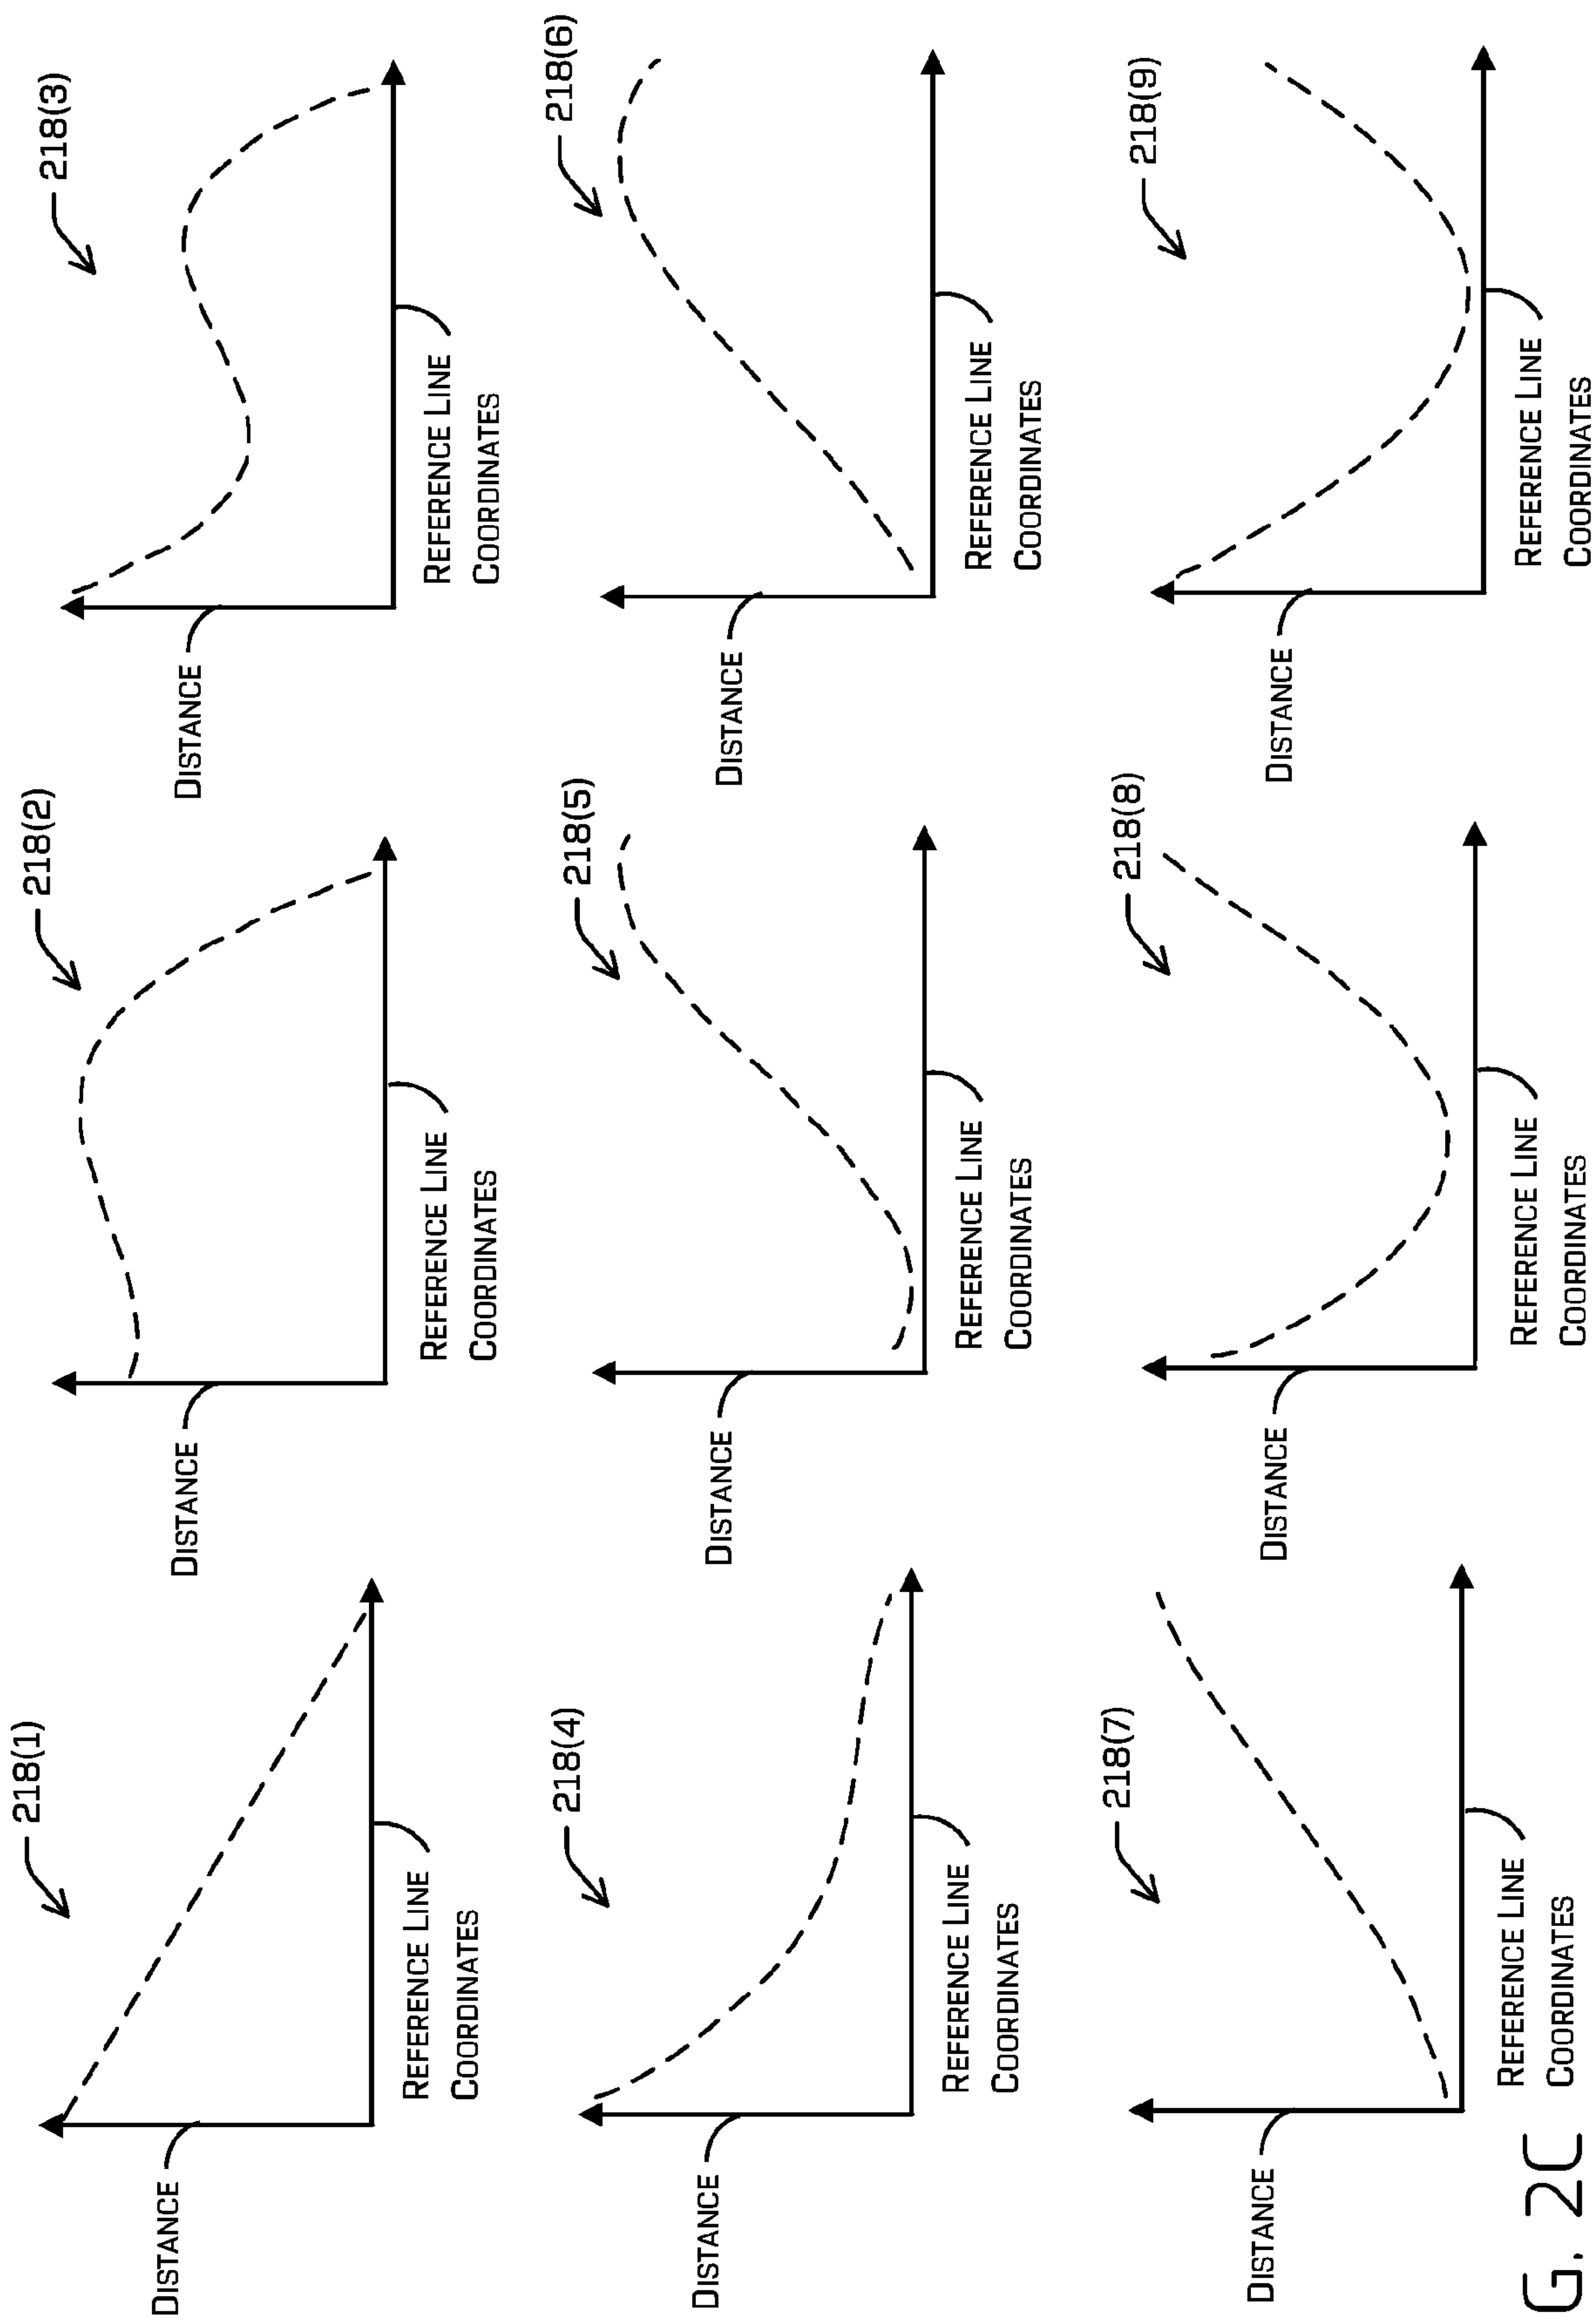 218(1)
DISTANCE
REFERENCE LINE
COORDINATES
218(2)
DISTANCE
REFERENCE LINE
COORDINATES
218(3)
DISTANCE
REFERENCE LINE
COORDINATES
218(4)
DISTANCE
REFERENCE LINE
COORDINATES
218(5)
DISTANCE
REFERENCE LINE
COORDINATES
218(6)
DISTANCE
REFERENCE LINE
COORDINATES
218(7)
DISTANCE
REFERENCE LINE
COORDINATES
218(8)
DISTANCE
REFERENCE LINE
COORDINATES
218(9)
DISTANCE
REFERENCE LINE
COORDINATES
G. 2C